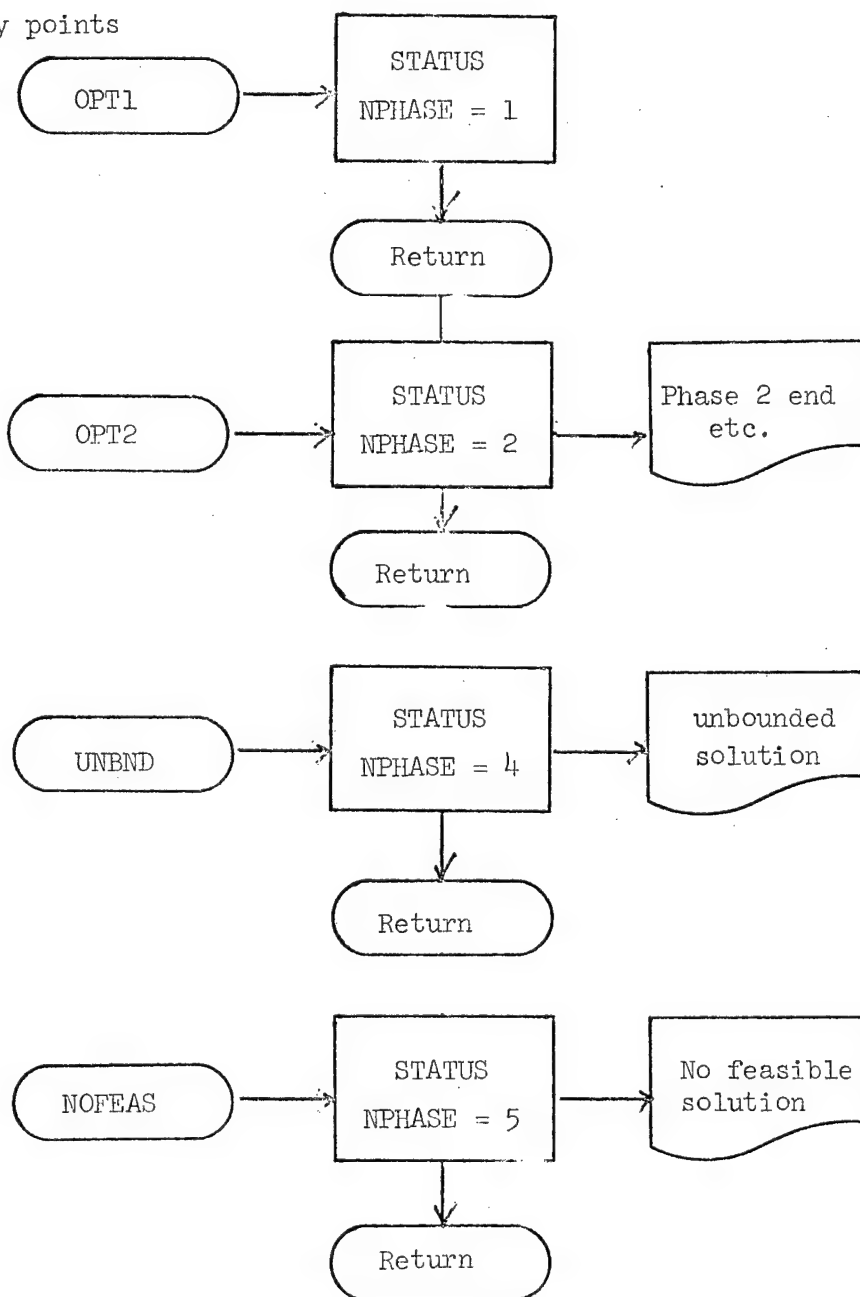 y points
OPT1
STATUS
NPHASE = 1
Return
OPT2
STATUS
NPHASE = 2
Phase 2 end
etc.
Return
UNBND
STATUS
NPHASE = 4
unbounded
solution
Return
NOFEAS
STATUS
NPHASE = 5
No feasible
solution
Return